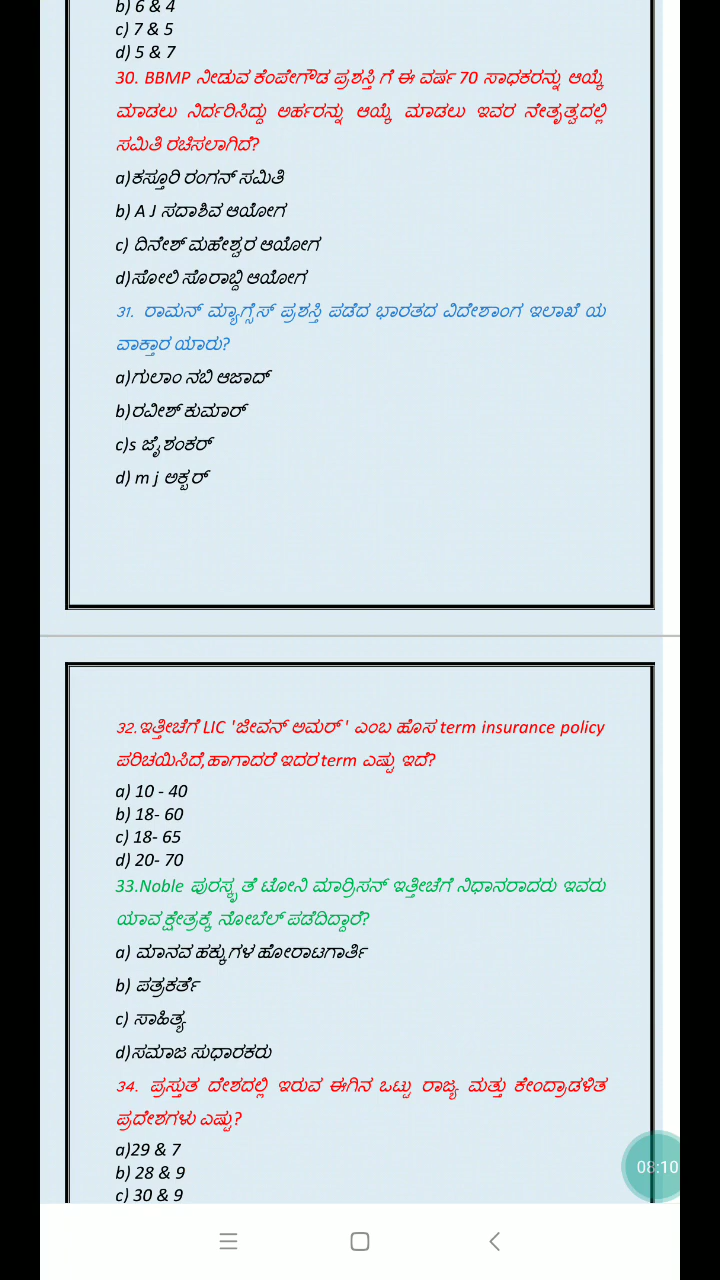 b) 6 & 4
c) 7 & 5
d) 5 & 7
30. BBMP ನೀಡುವ ಕೆಂಪೇಗೌಡ ಪ್ರಶಸ್ತಿ ಗೆ ಈ ವರ್ಷ 70 ಸಾಧಕರನ್ನು ಆಯ್ಕೆ
ಮಾಡಲು ನಿರ್ದರಿಸಿದ್ದು ಅರ್ಹರನ್ನು ಆಯ್ಕೆ ಮಾಡಲು ಇವರ ನೇತೃತ್ವದಲ್ಲಿ
ಸಮಿತಿ ರಚಿಸಲಾಗಿದೆ?
a)ಕಸ್ತೂರಿ ರಂಗನ್ ಸಮಿತಿ
b) A J ಸದಾಶಿವ ಆಯೋಗ
c) ದಿನೇಶ್ ಮಹೇಶ್ವರ ಆಯೋಗ
d)ಸೋಲಿ ಸೊರಾಬ್ದಿ ಆಯೋಗ
31. ರಾಮನ್ ಮ್ಯಾಗ್ಸೆಸ್ ಪ್ರಶಸ್ತಿ ಪಡೆದ ಭಾರತದ ವಿದೇಶಾಂಗ ಇಲಾಖೆ ಯ
ವಾಕ್ತಾರ ಯಾರು?
a)ಗುಲಾಂ ನಬಿ ಆಜಾದ್
b)ರವೀಶ್ ಕುಮಾರ್
c)s ಜೈಶಂಕರ್
d) m j ಅಕ್ಬರ್
32.ಇತ್ತೀಚೆಗೆ LIC 'ಜೀವನ್ ಅಮರ್ ' ಎಂಬ ಹೊಸ term insurance policy
ಪರಿಚಯಿಸಿದೆ,ಹಾಗಾದರೆ ಇದರ term ಎಷ್ಟು ಇದೆ?
a) 10 - 40
b) 18- 60
c) 18- 65
d) 20- 70
33.Noble ಪುರಸ್ಕೃತೆ ಟೋನಿ ಮಾರ್ರಿಸನ್ ಇತ್ತೀಚೆಗೆ ನಿಧಾನರಾದರು ಇವರು
ಯಾವ ಕ್ಷೇತ್ರಕ್ಕೆ ನೋಬೆಲ್ ಪಡೆದಿದ್ದಾರೆ?
a) ಮಾನವ ಹಕ್ಕುಗಳ ಹೋರಾಟಗಾರ್ತಿ
b) ಪತ್ರಕರ್ತೆ
c) ಸಾಹಿತ್ಯ
d)ಸಮಾಜ ಸುಧಾರಕರು
34. ಪ್ರಸ್ತುತ ದೇಶದಲ್ಲಿ ಇರುವ ಈಗಿನ ಒಟ್ಟು ರಾಜ್ಯ ಮತ್ತು ಕೇಂದ್ರಾಡಳಿತ
ಪ್ರದೇಶಗಳು ಎಷ್ಟು?
a)29 & 7
b) 28 & 9
08:10
c) 30 & 9